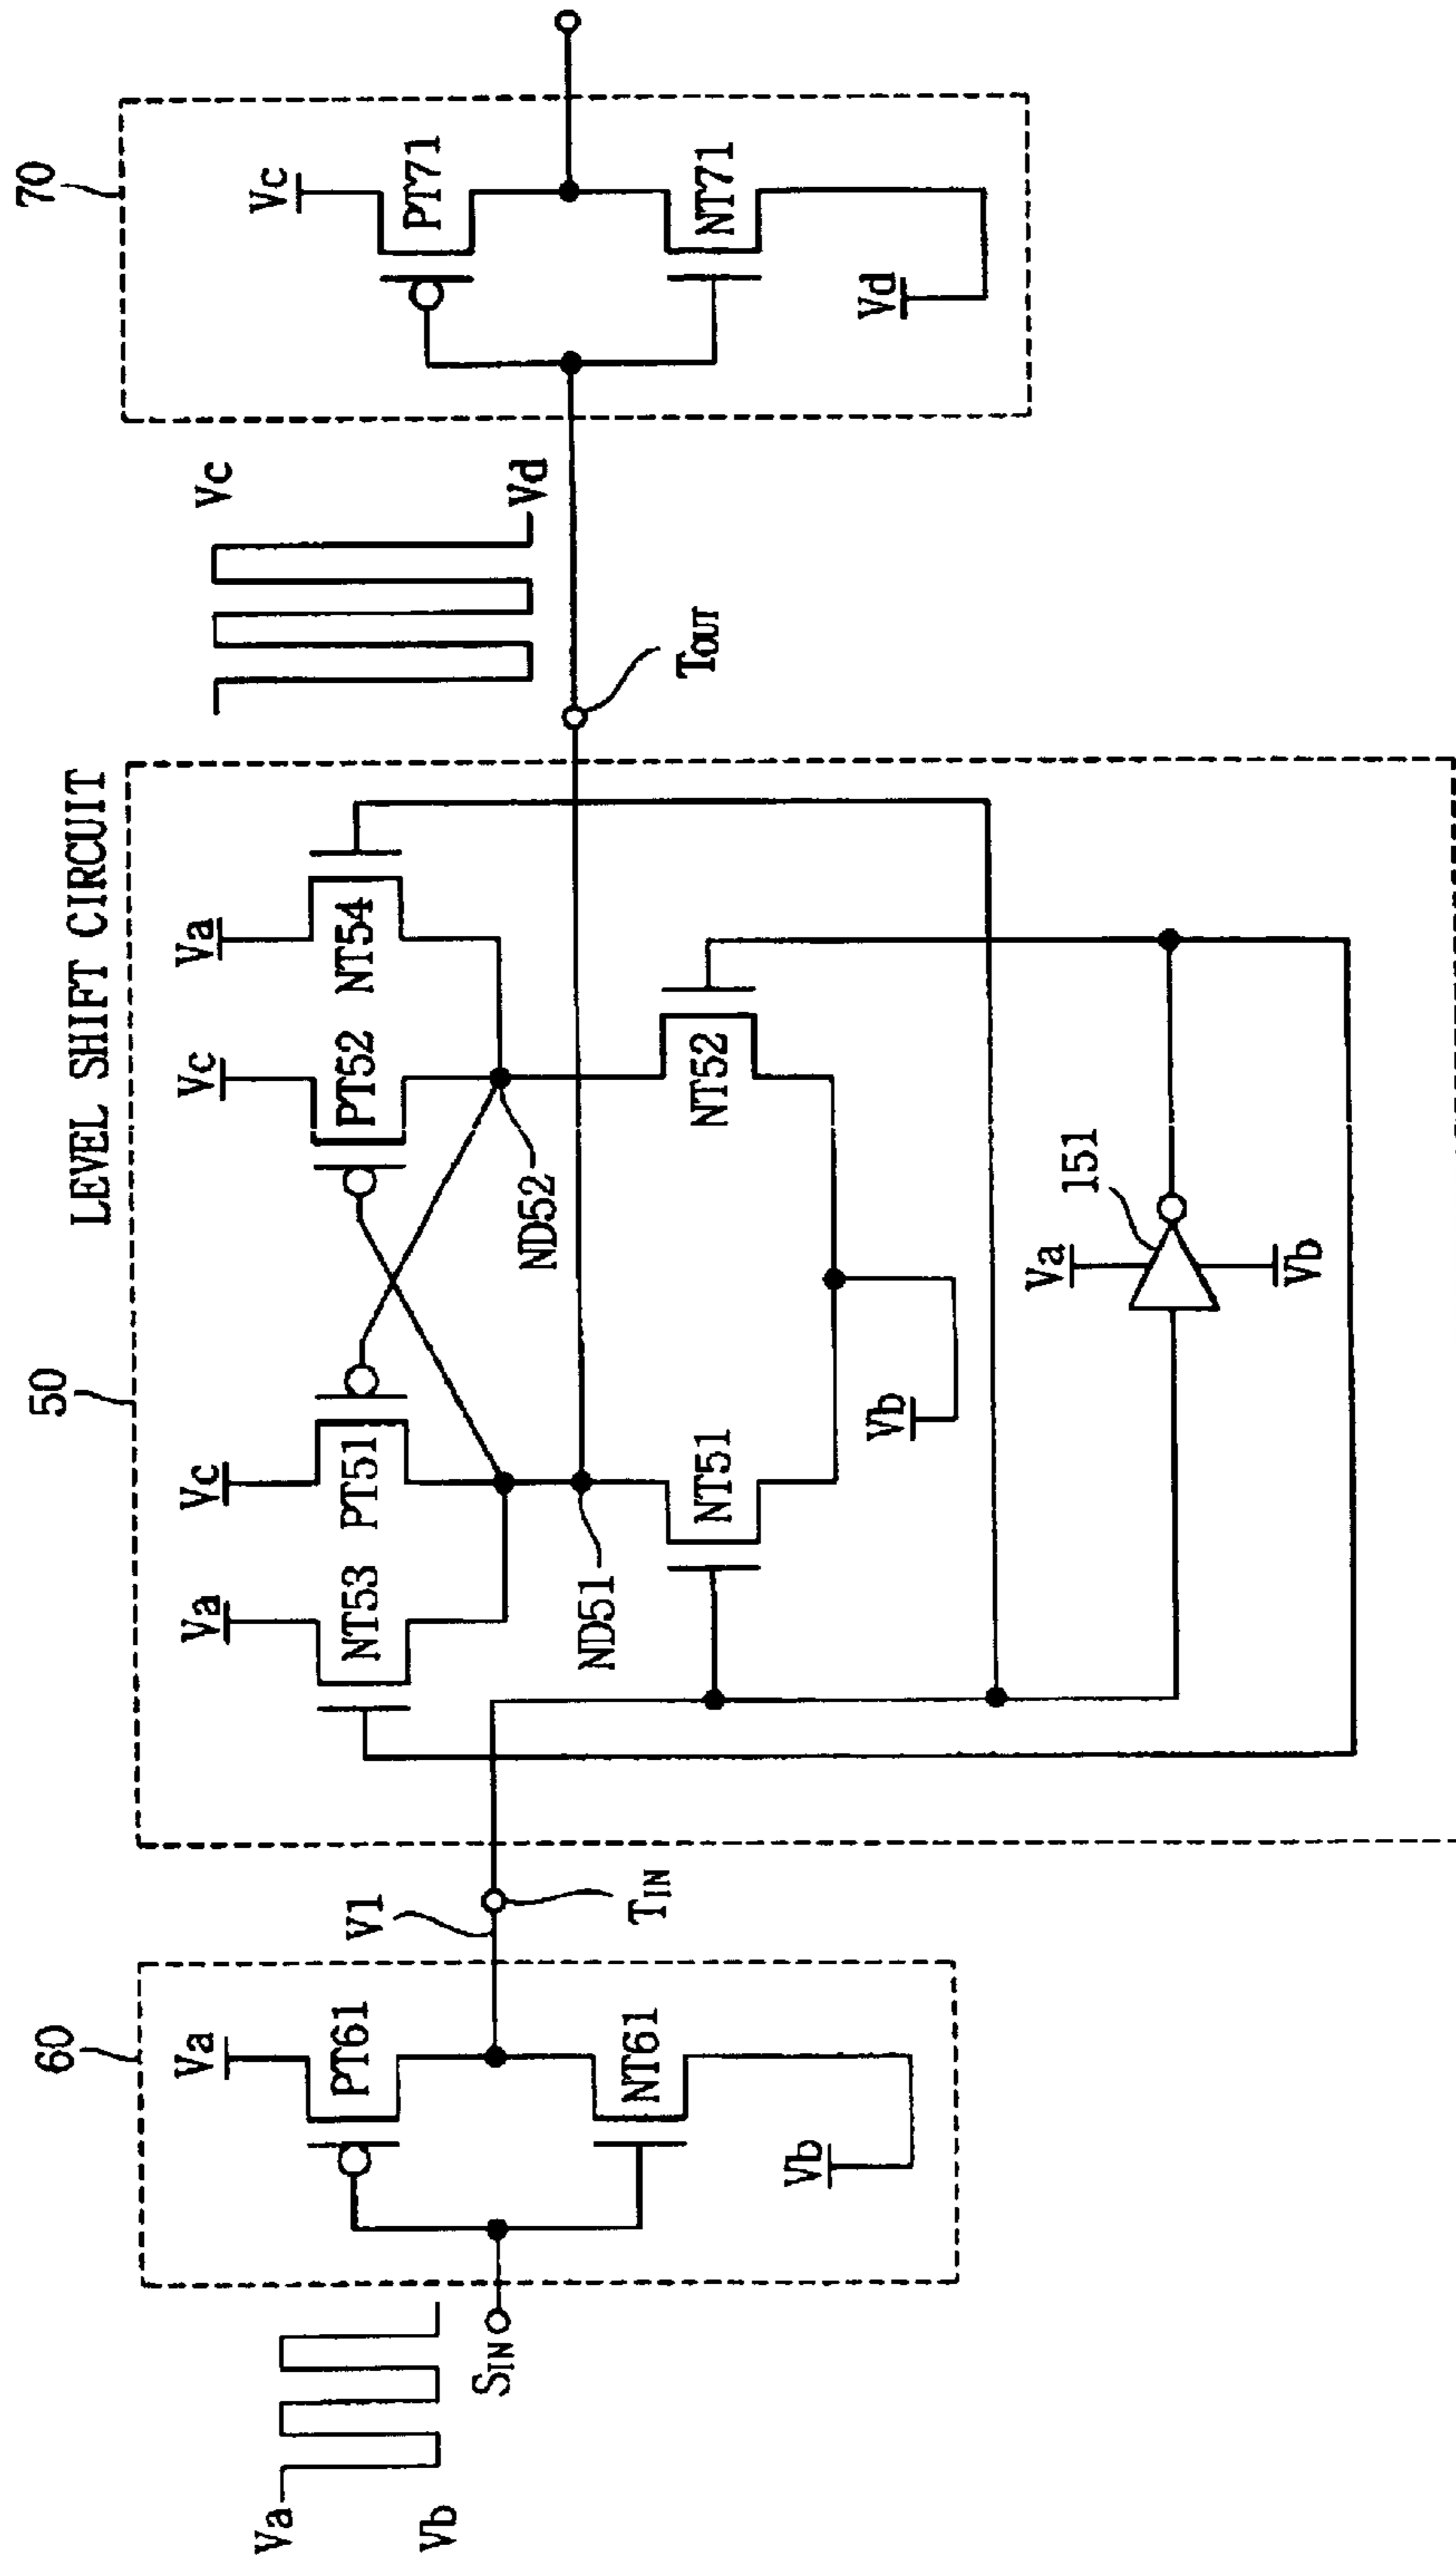 LEVEL SHIFT CIRCUIT
60
50
70
Va
Vb
SIN
Va
PT61
NT61
Vb
V1
TIN
Va
NT53
Vc
PT51
ND51
NT51
Vb
Vc
PT52
Va
NT54
ND52
NT52
Va
151
Vb
TOUT
Vc
Vd
Vc
PT71
NT71
Vd